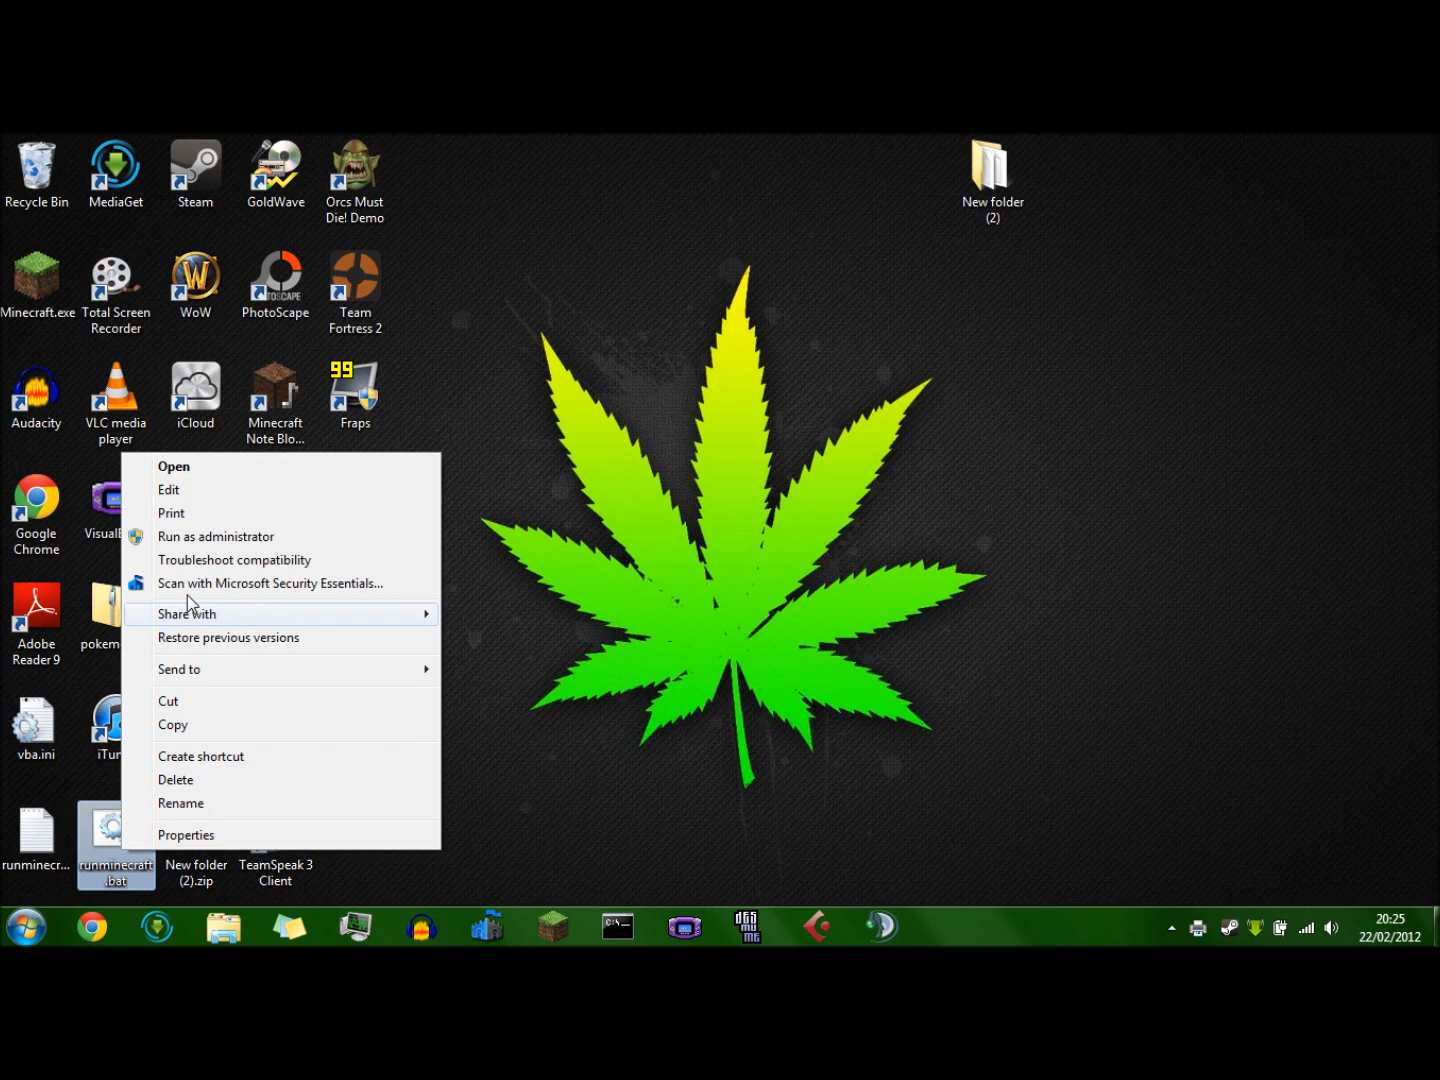 Recycle Bin
MediaGet
Steam
GoldWave
Orcs Must
Die! Demo
New folder
(2)
Minecraft.exe
Total Screen
Recorder
W
WoW
TOSCAPE
PhotoScape
Team
Fortress 2
Audacity
VLC media
player
iCloud
Minecraft
Note Blo...
99
Fraps
Google
Chrome
Adobe
Reader 9
vba.ini
runminecr...
runminecraft
.bat
New folder
(2).zip
TeamSpeak 3
Client
Open
Edit
Print
Run as administrator
Troubleshoot compatibility
Scan with Microsoft Security Essentials...
Share with
Restore previous versions
Send to
Cut
Copy
Create shortcut
Delete
Rename
Properties
C:\_
20:25
22/02/2012